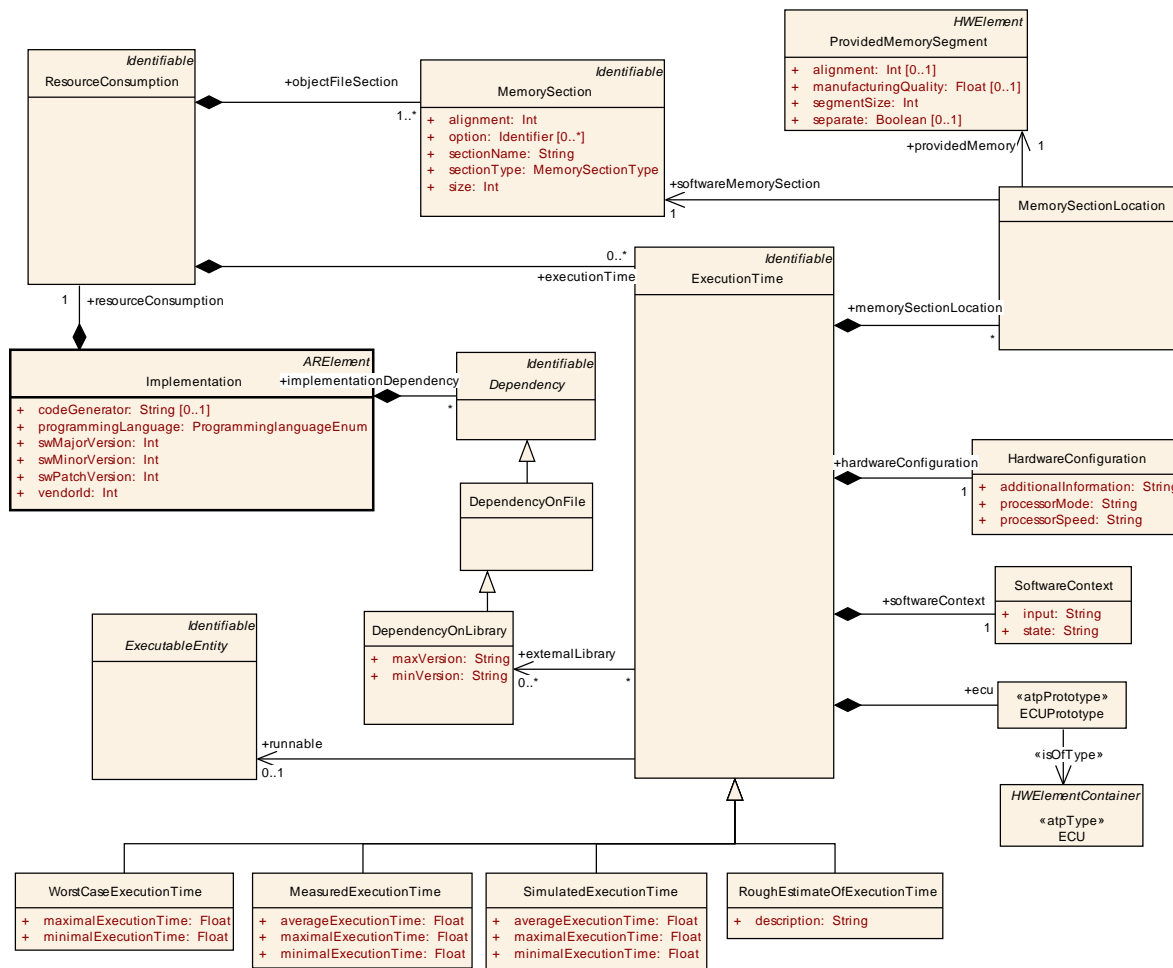 Identifiable
ResourceConsumption
+objectFileSection
1..*
Identifiable
MemorySection
+ alignment: Int
+ option: Identifier [0..*]
+ sectionName: String
+ sectionType: MemorySectionType
+ size: Int
HWElement
ProvidedMemorySegment
+ alignment: Int [0..1]
+ manufacturingQuality: Float [0..1]
+ segmentSize: Int
+ separate: Boolean [0..1]
+providedMemory 1
+softwareMemorySection
1
MemorySectionLocation
0..*
+executionTime
Identifiable
ExecutionTime
+memorySectionLocation
*
1 +resourceConsumption
ARElement
Implementation
+ codeGenerator: String [0..1]
+ programmingLanguage: ProgramminglanguageEnum
+ swMajorVersion: Int
+ swMinorVersion: Int
+ swPatchVersion: Int
+ vendorId: Int
+implementationDependency
*
Identifiable
Dependency
+hardwareConfiguration
1
HardwareConfiguration
+ additionalInformation: String
+ processorMode: String
+ processorSpeed: String
DependencyOnFile
+softwareContext
1
SoftwareContext
+ input: String
+ state: String
Identifiable
ExecutableEntity
DependencyOnLibrary
+ maxVersion: String
+ minVersion: String
+externalLibrary
0..* *
+ecu
«atpPrototype»
ECUPrototype
«isOfType»
+runnable
0..1
HWElementContainer
«atpType»
ECU
WorstCaseExecutionTime
+ maximalExecutionTime: Float
+ minimalExecutionTime: Float
MeasuredExecutionTime
+ averageExecutionTime: Float
+ maximalExecutionTime: Float
+ minimalExecutionTime: Float
SimulatedExecutionTime
+ averageExecutionTime: Float
+ maximalExecutionTime: Float
+ minimalExecutionTime: Float
RoughEstimateOfExecutionTime
+ description: String